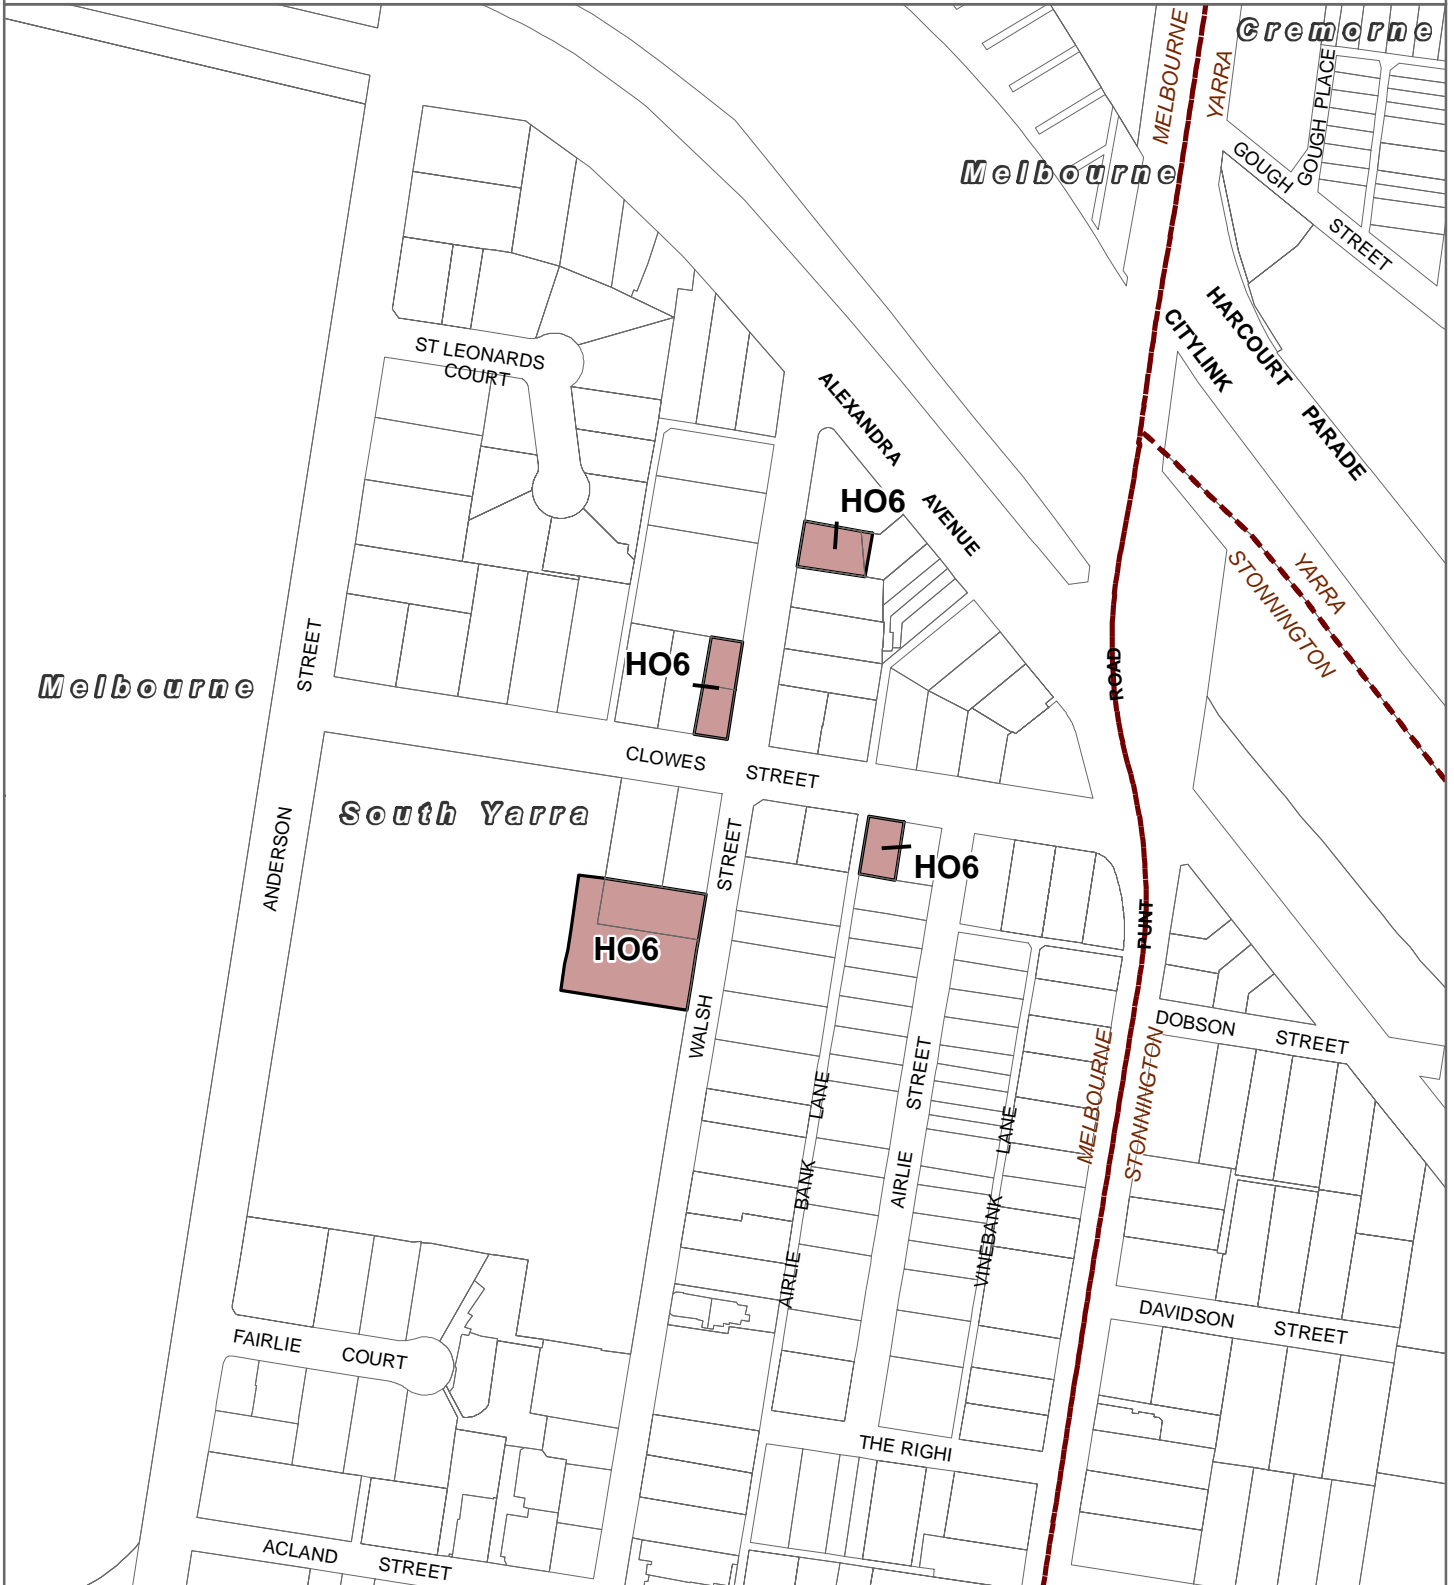 Cremorne
MELBOURNE
YARRA
GOUGH PLACE
GOUGH
STREET
Melbourne
HARCOURT
PARADE
CITYLINK
ST LEONARDS
COURT
ALEXANDRA
AVENUE
HO6
YARRA
STONNINGTON
STREET
HO6
ROAD
Melbourne
CLOWES
STREET
South Yarra
ANDERSON
STREET
HO6
HO6
PUNT
WALSH
DOBSON
STREET
MELBOURNE
STONNINGTON
STREET
LANE
LANE
AIRLIE
BANK
VINEBANK
AIRLIE
DAVIDSON
STREET
FAIRLIE
COURT
THE RIGHI
ACLAND
STREET